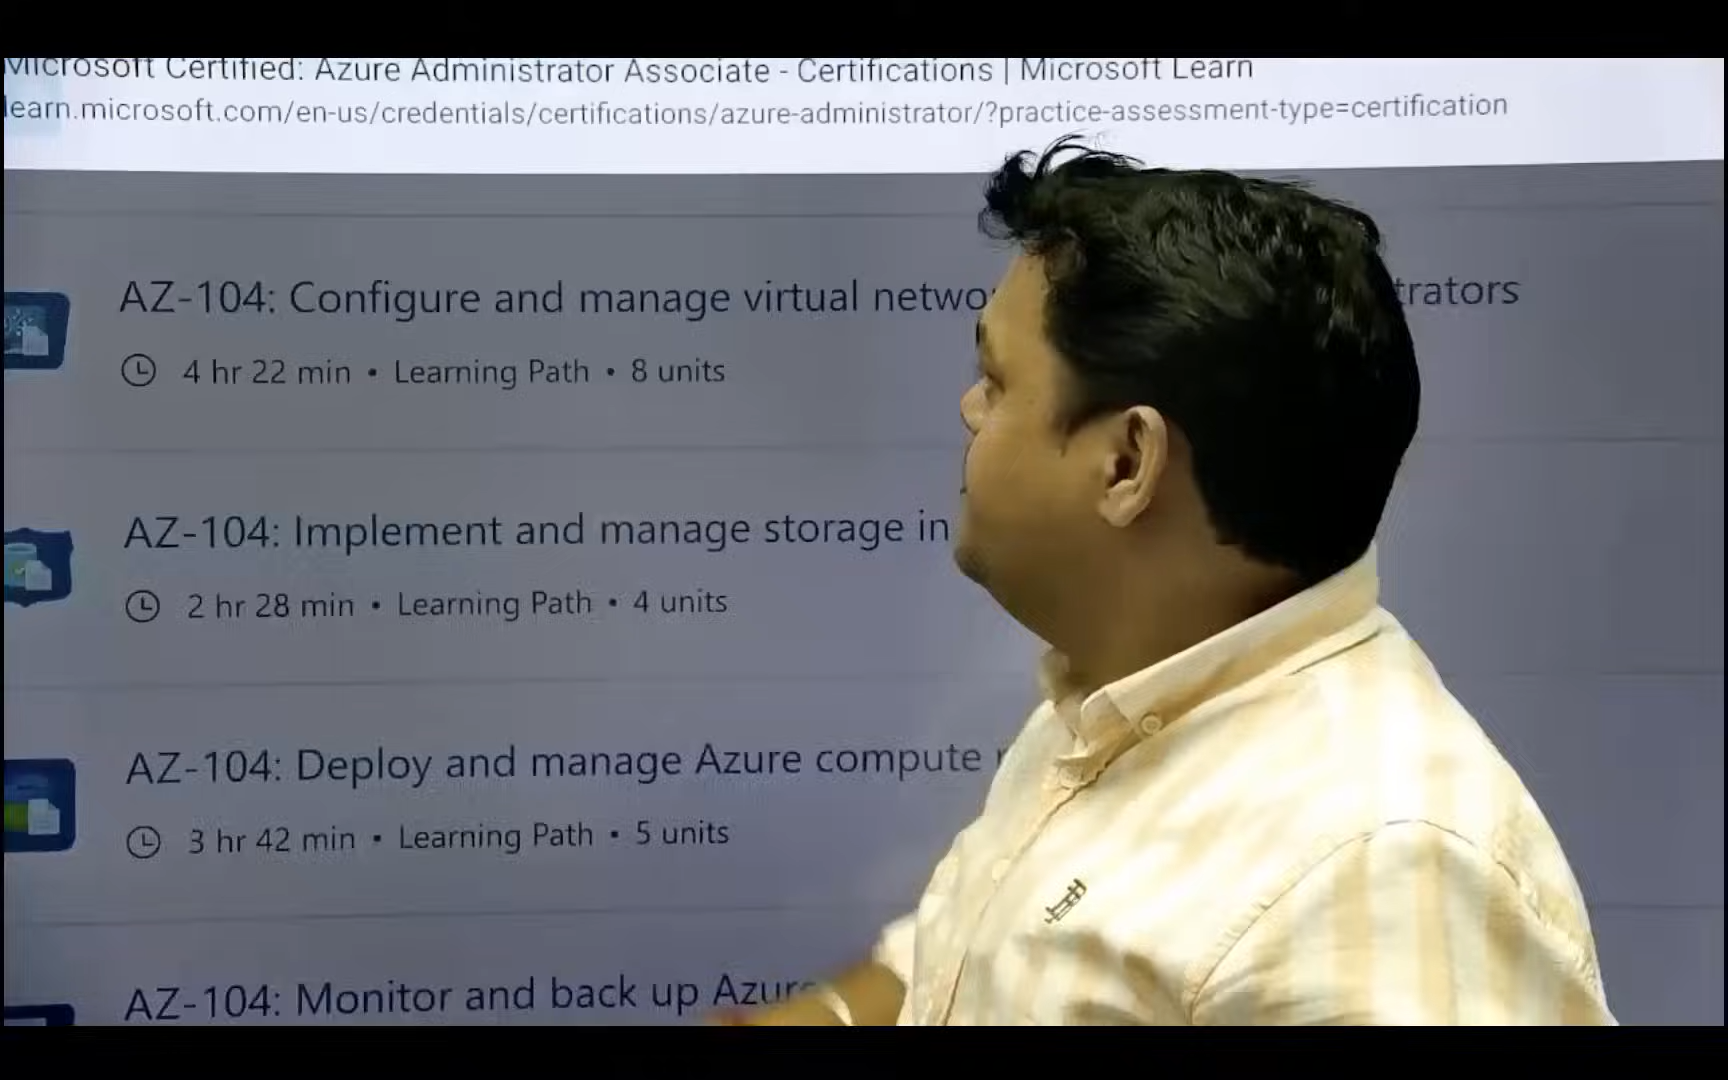 Microsoft Certified: Azure Administrator Associate - Certifications | Microsoft Learn
learn.microsoft.com/en-us/credentials/certifications/azure-administrator/?practice-assessment-type=certification
AZ-104: Configure and manage virtual
4 hr 22 min • Learning Path • 8 units
AZ-104: Implement and manage storage in
2 hr 28 min • Learning Path • 4 units
AZ-104: Deploy and manage Azure compute
3 hr 42 min • Learning Path • 5 units
AZ-104: Monitor and back up Azure